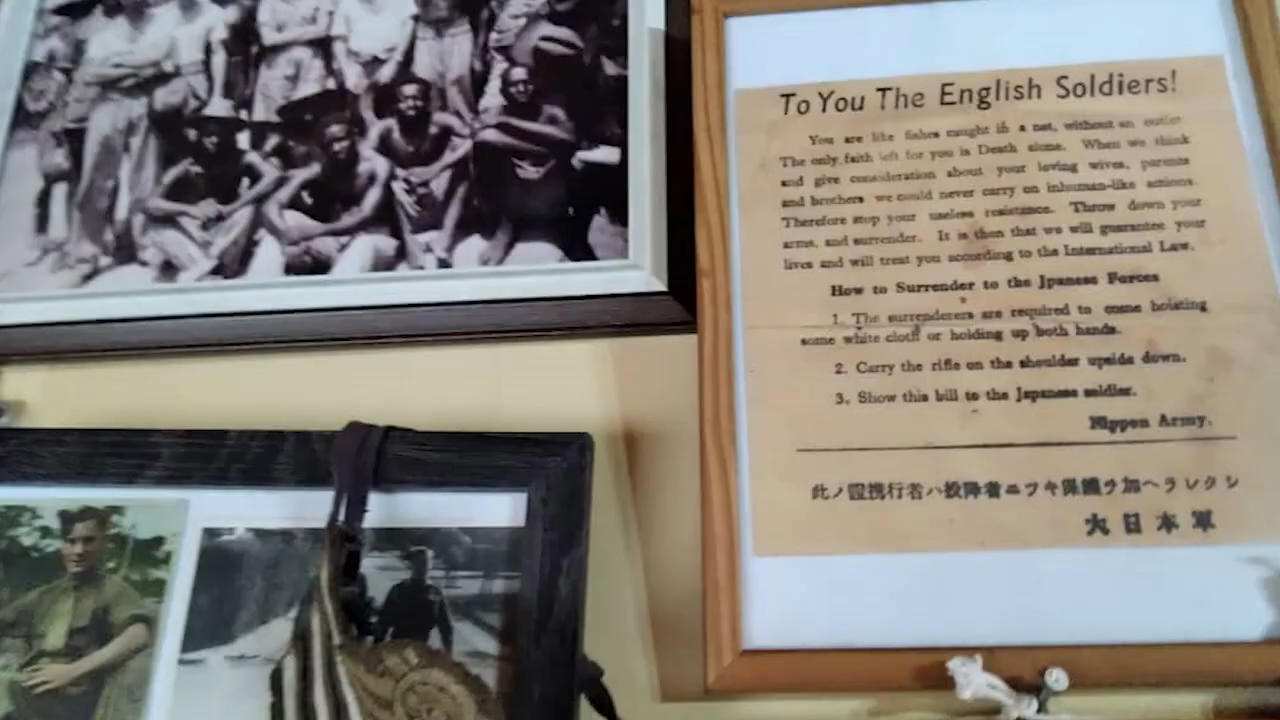 To You The English Soldiers!
You are like fishes caught in a net, without an outlet.
The only faith left for you is Death alone. When we think
and give consideration about your loving wives, parents
and brothers we could never carry on inhuman-like actions.
Therefore stop your useless resistance. Throw down your
arms, and surrender. It is then that we will guarantee your
lives and will treat you according to the International Law.
How to Surrender to the Jpanese Forces
1. The surrenderers are required to come hoisting
some white cloth or holding up both hands.
2. Carry the rifle on the shoulder upside down.
3. Show this bill to the Japanese soldier.
Nippon Army.
此ノ證携行者ハ投降者ニツキ保護ヲ加ヘラレタシ
大日本軍